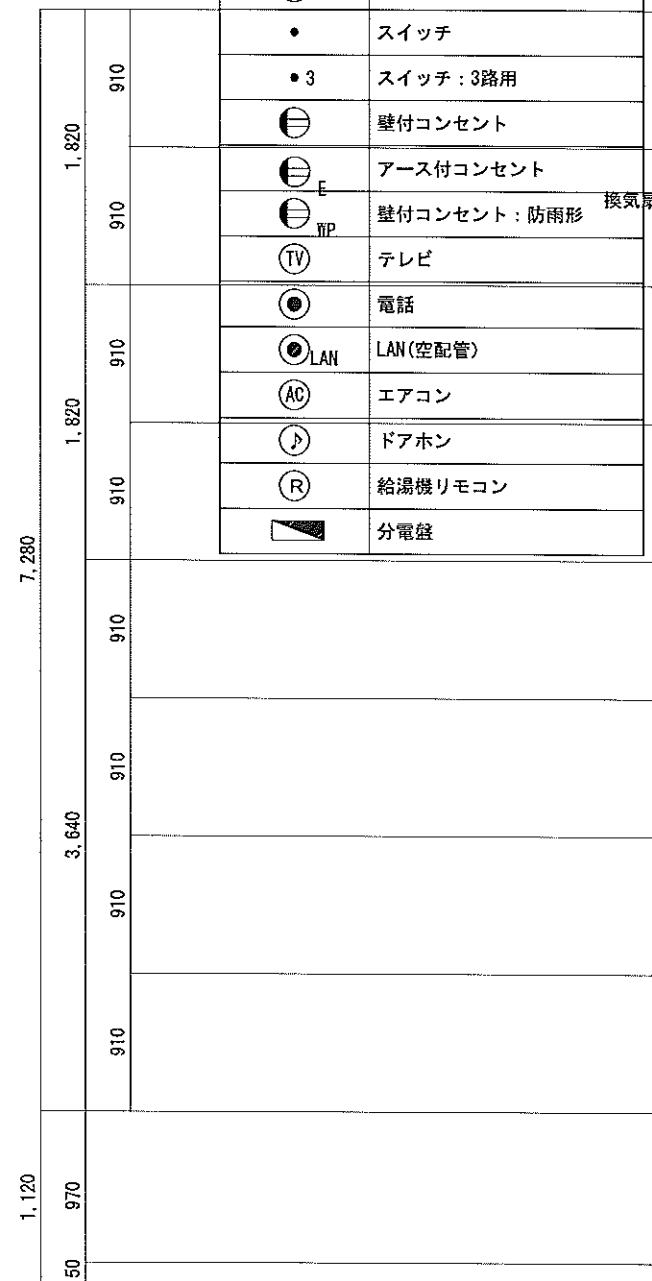 スイッチ
3 スイッチ：3路用
壁付コンセント
E アース付コンセント
WP 壁付コンセント：防雨形
換気扇
TV テレビ
電話
LAN LAN(空配管)
AC エアコン
ドアホン
R 給湯機リモコン
分電盤
7,280
1,120
1,820
1,820
3,640
970
50
910
910
910
910
910
910
910
910